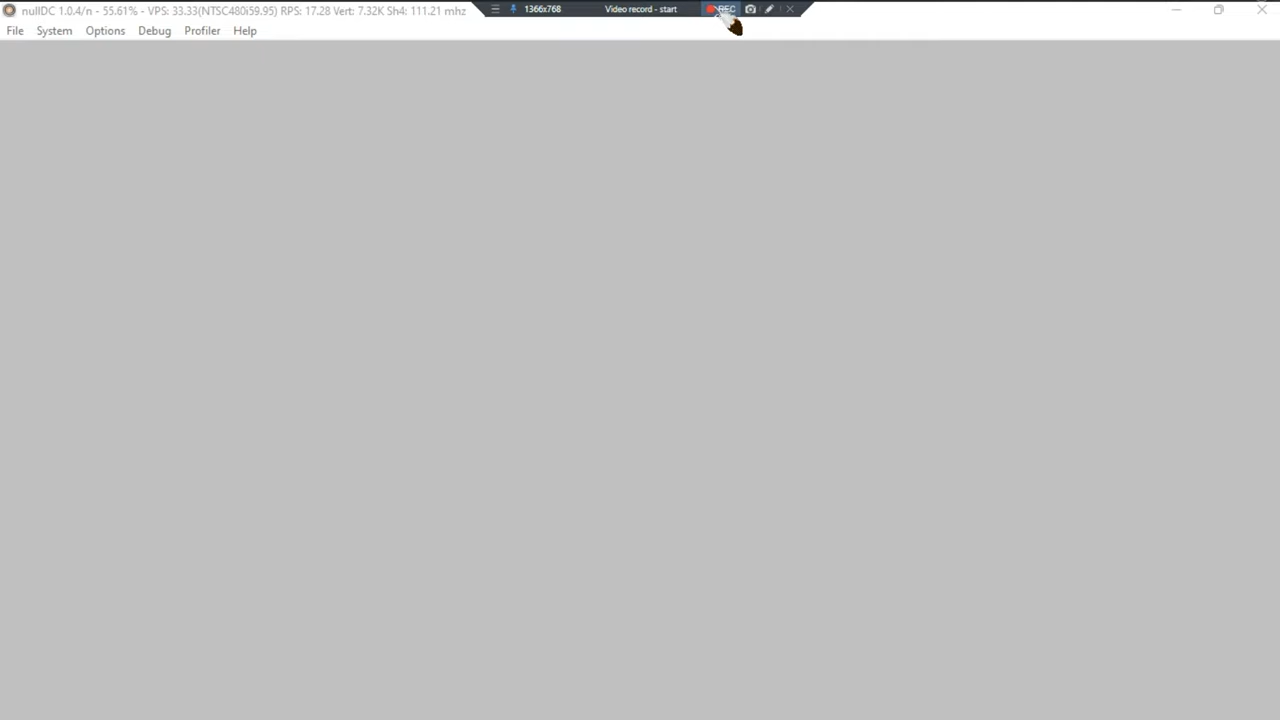 nullDC 1.0.4/n - 55.61% - VPS: 33.33(NTSC480i59.95) RPS: 17.28 Vert: 7.32K Sh4: 111.21 mhz
1366x768
Video record - start
REC
File System Options Debug Profiler Help